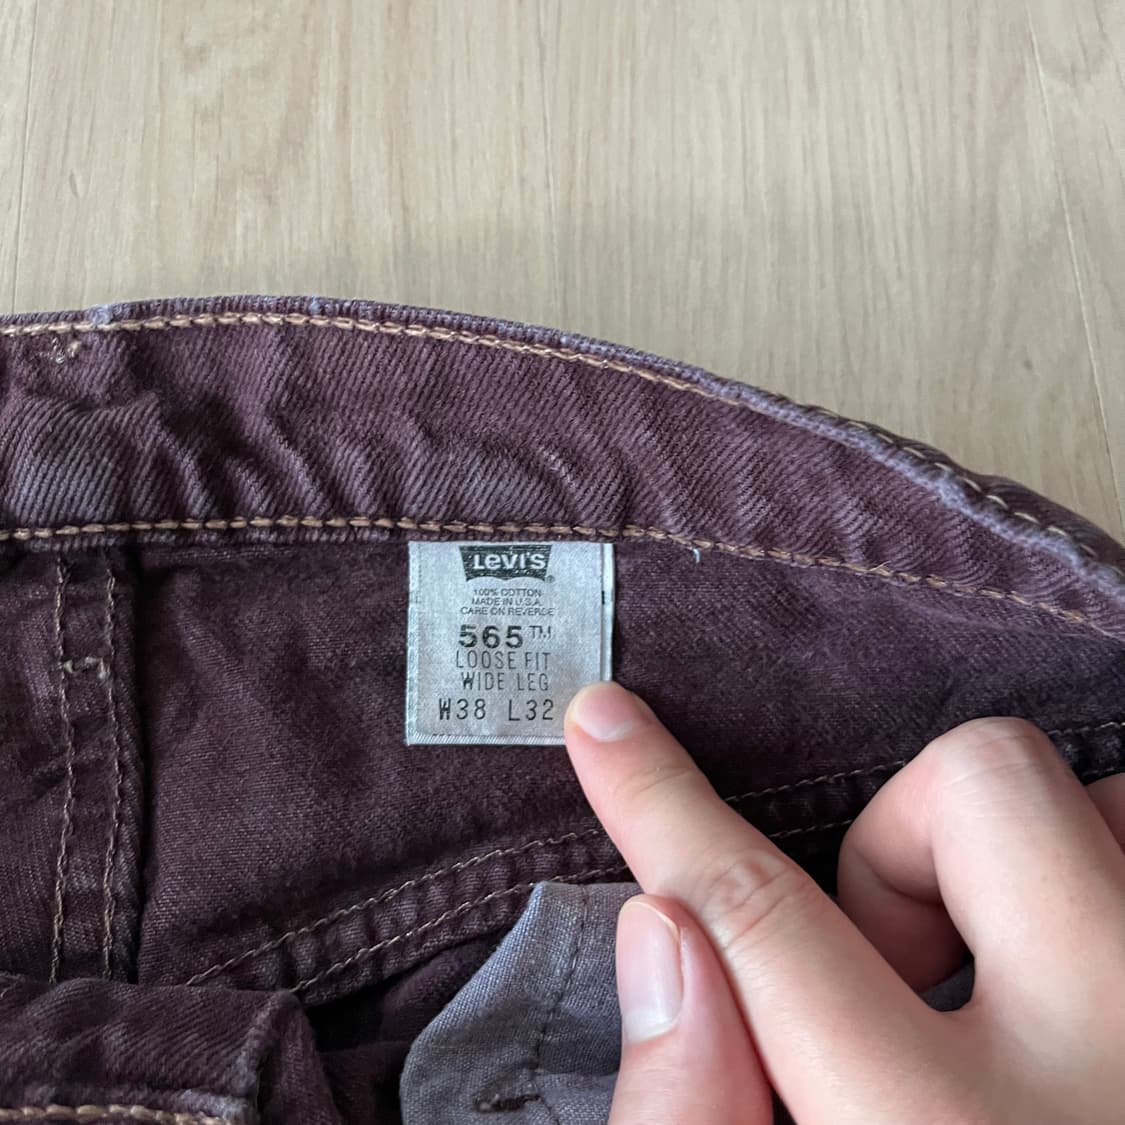 Levi's®
100% COTTON
MADE IN U.S.A.
CARE ON REVERSE
565™
LOOSE FIT
WIDE LEG
W38 L32